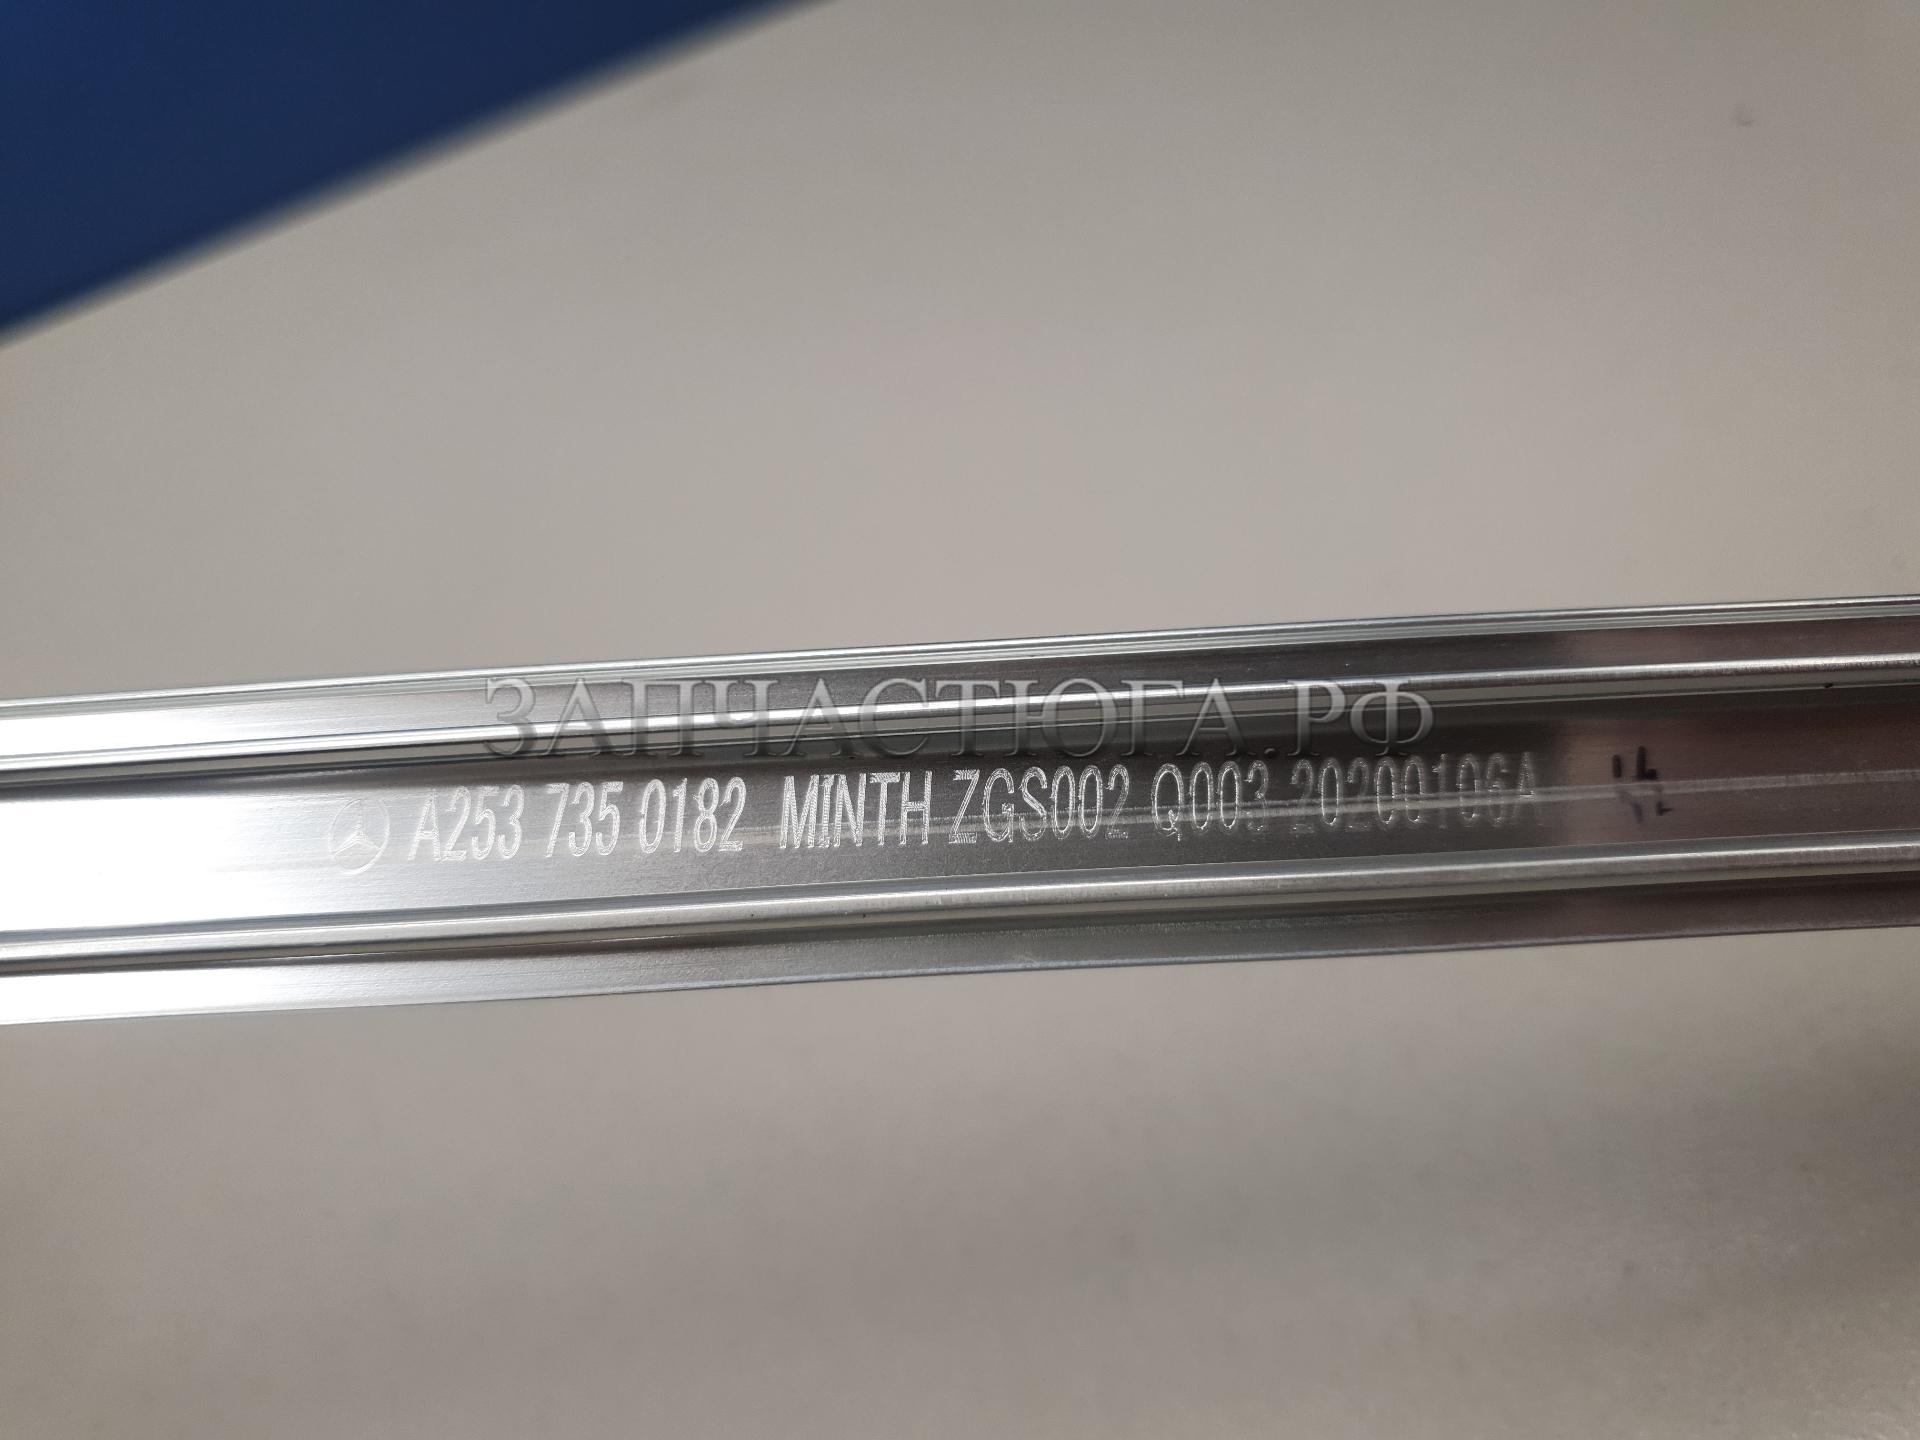 ЗАПЧАСТЮГА.РФ
A253 735 0182 MINTH ZGS002 Q003 20200106A